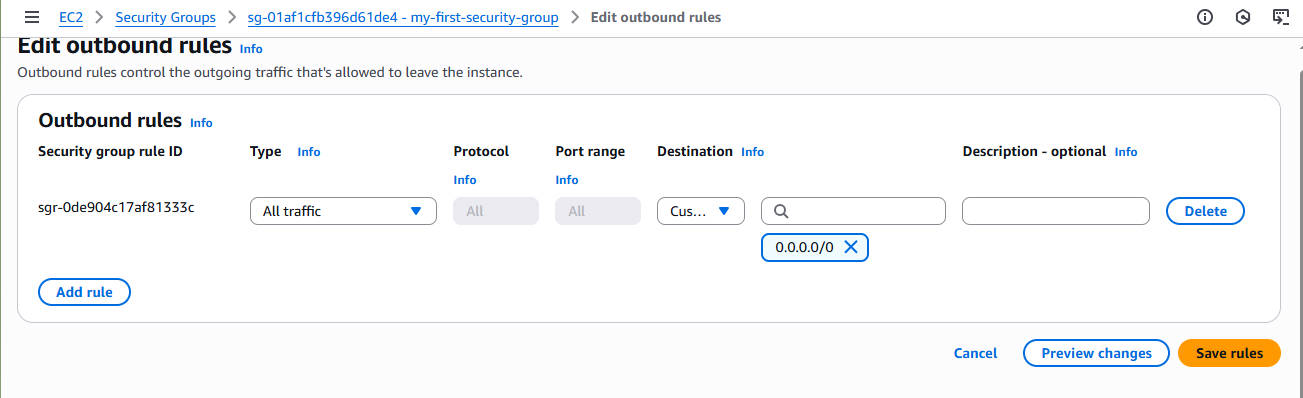 EC2 > Security Groups > sg-01af1cfb396d61de4 - my-first-security-group > Edit outbound rules
Edit outbound rules Info
Outbound rules control the outgoing traffic that's allowed to leave the instance.
Outbound rules Info
Security group rule ID Type Info Protocol Port range Destination Info Description - optional Info
Info Info
sgr-0de904c17af81333c All traffic All All Cus... Delete
0.0.0.0/0
Add rule
Cancel Preview changes Save rules